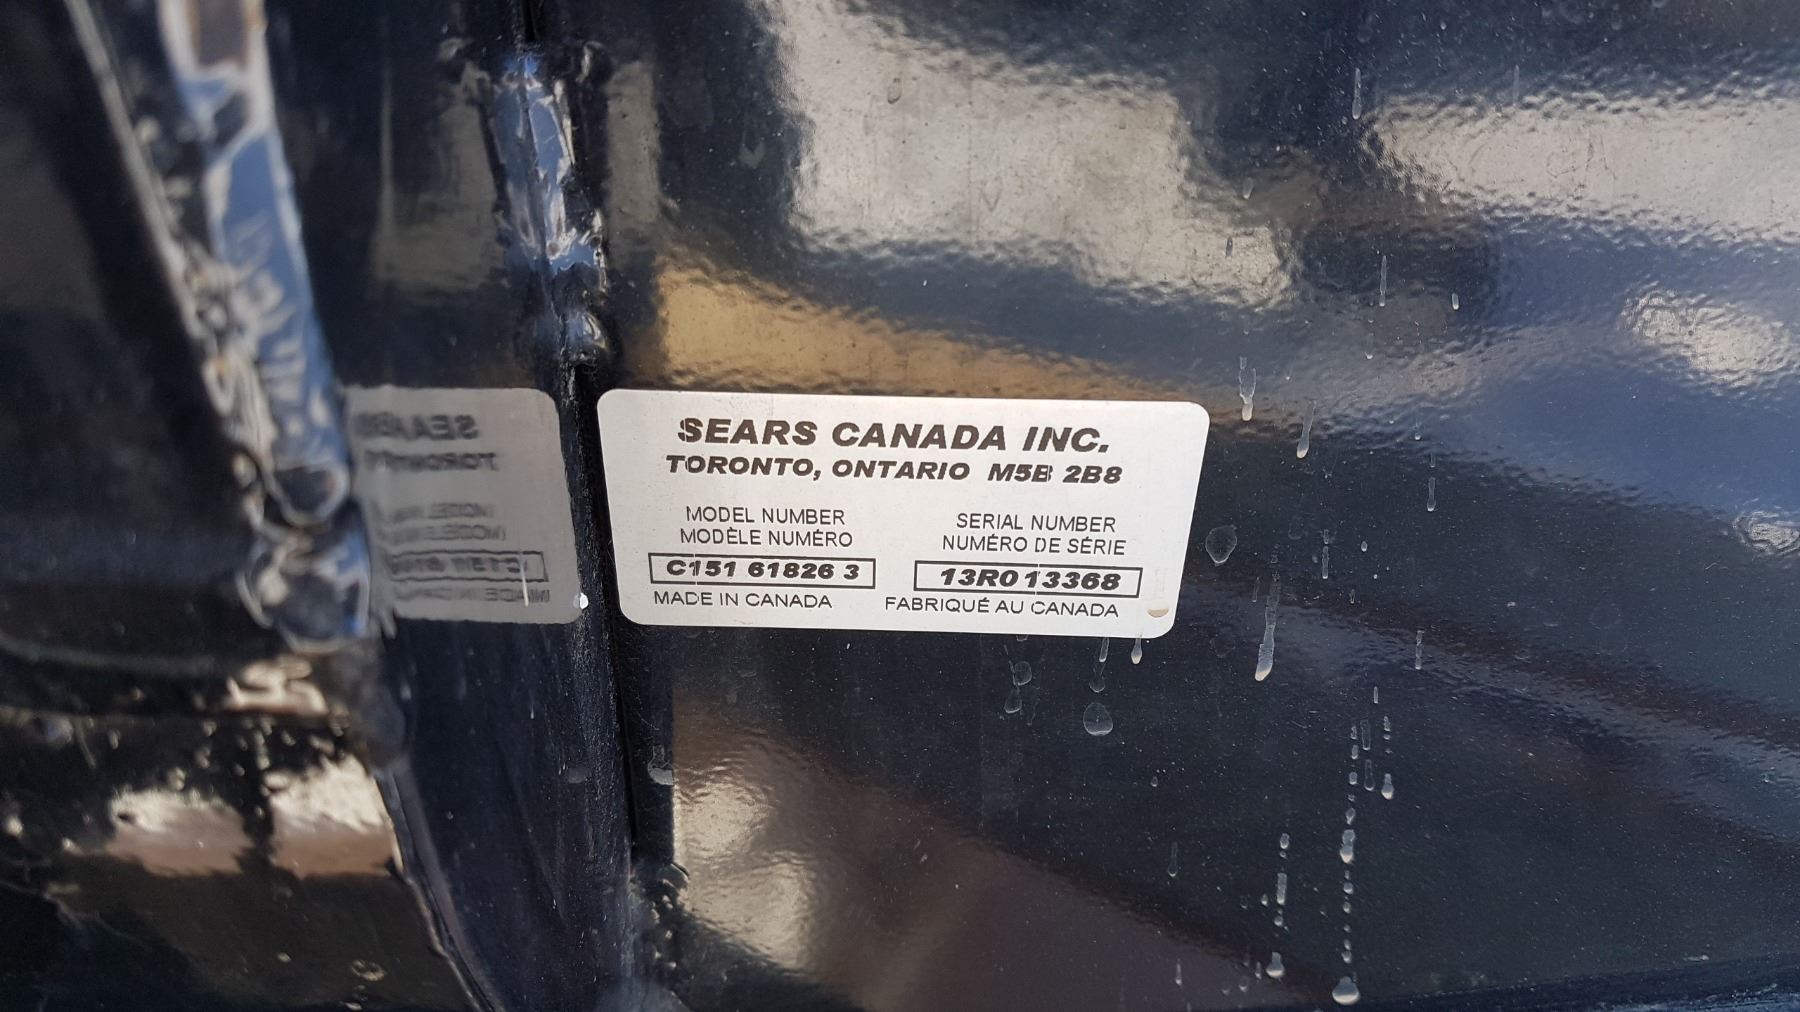 SEARS CANADA INC.
TORONTO, ONTARIO M5B 2B8
MODEL NUMBER
MODÈLE NUMÉRO
C151 61826 3
SERIAL NUMBER
NUMÉRO DE SÉRIE
13R013368
MADE IN CANADA
FABRIQUÉ AU CANADA